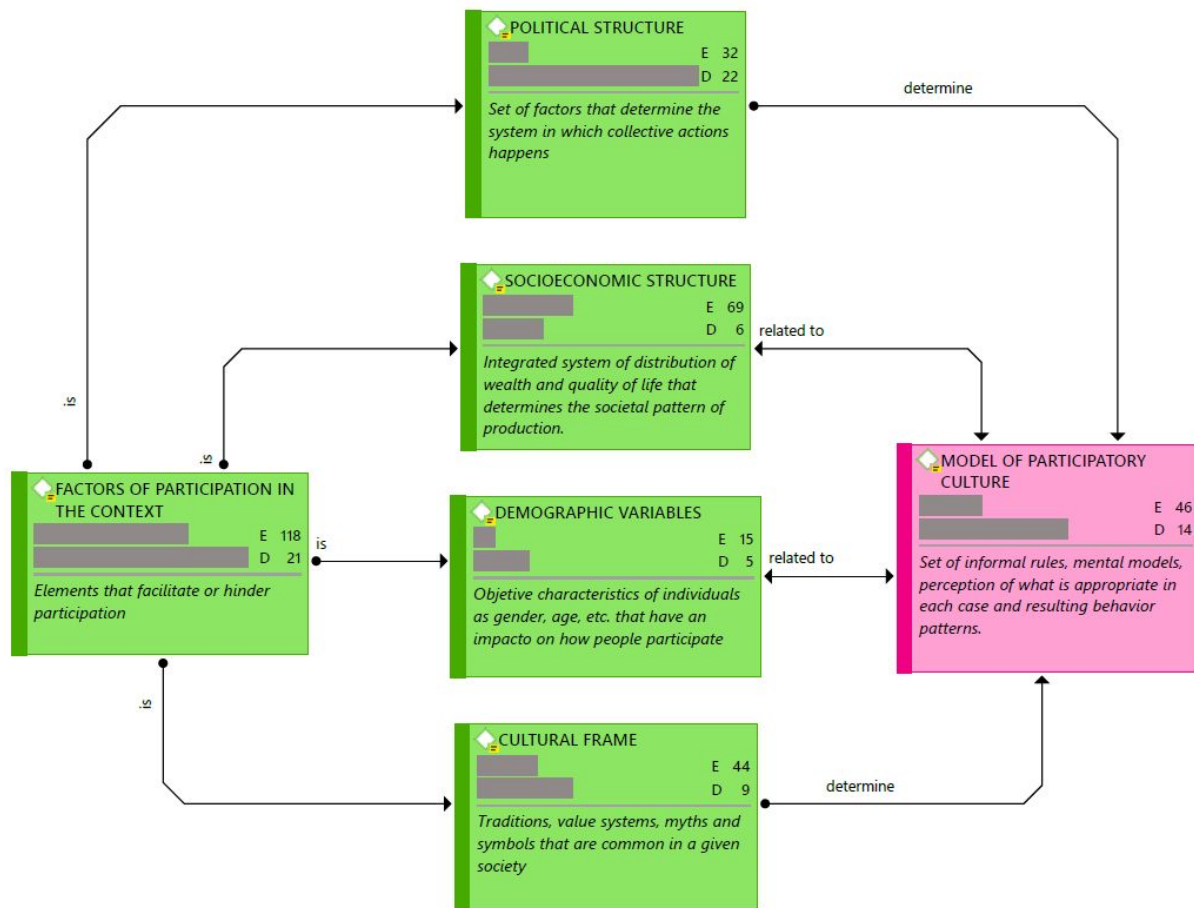 POLITICAL STRUCTURE
E 32
D 22
Set of factors that determine the
system in which collective actions
happens
determine
SOCIOECONOMIC STRUCTURE
E 69
D 6
Integrated system of distribution of
wealth and quality of life that
determines the societal pattern of
production.
related to
is
is
FACTORS OF PARTICIPATION IN
THE CONTEXT
E 118
D 21
Elements that facilitate or hinder
participation
is
DEMOGRAPHIC VARIABLES
E 15
D 5
Objetive characteristics of individuals
as gender, age, etc. that have an
impacto on how people participate
related to
MODEL OF PARTICIPATORY
CULTURE
E 46
D 14
Set of informal rules, mental models,
perception of what is appropriate in
each case and resulting behavior
patterns.
is
CULTURAL FRAME
E 44
D 9
Traditions, value systems, myths and
symbols that are common in a given
society
determine